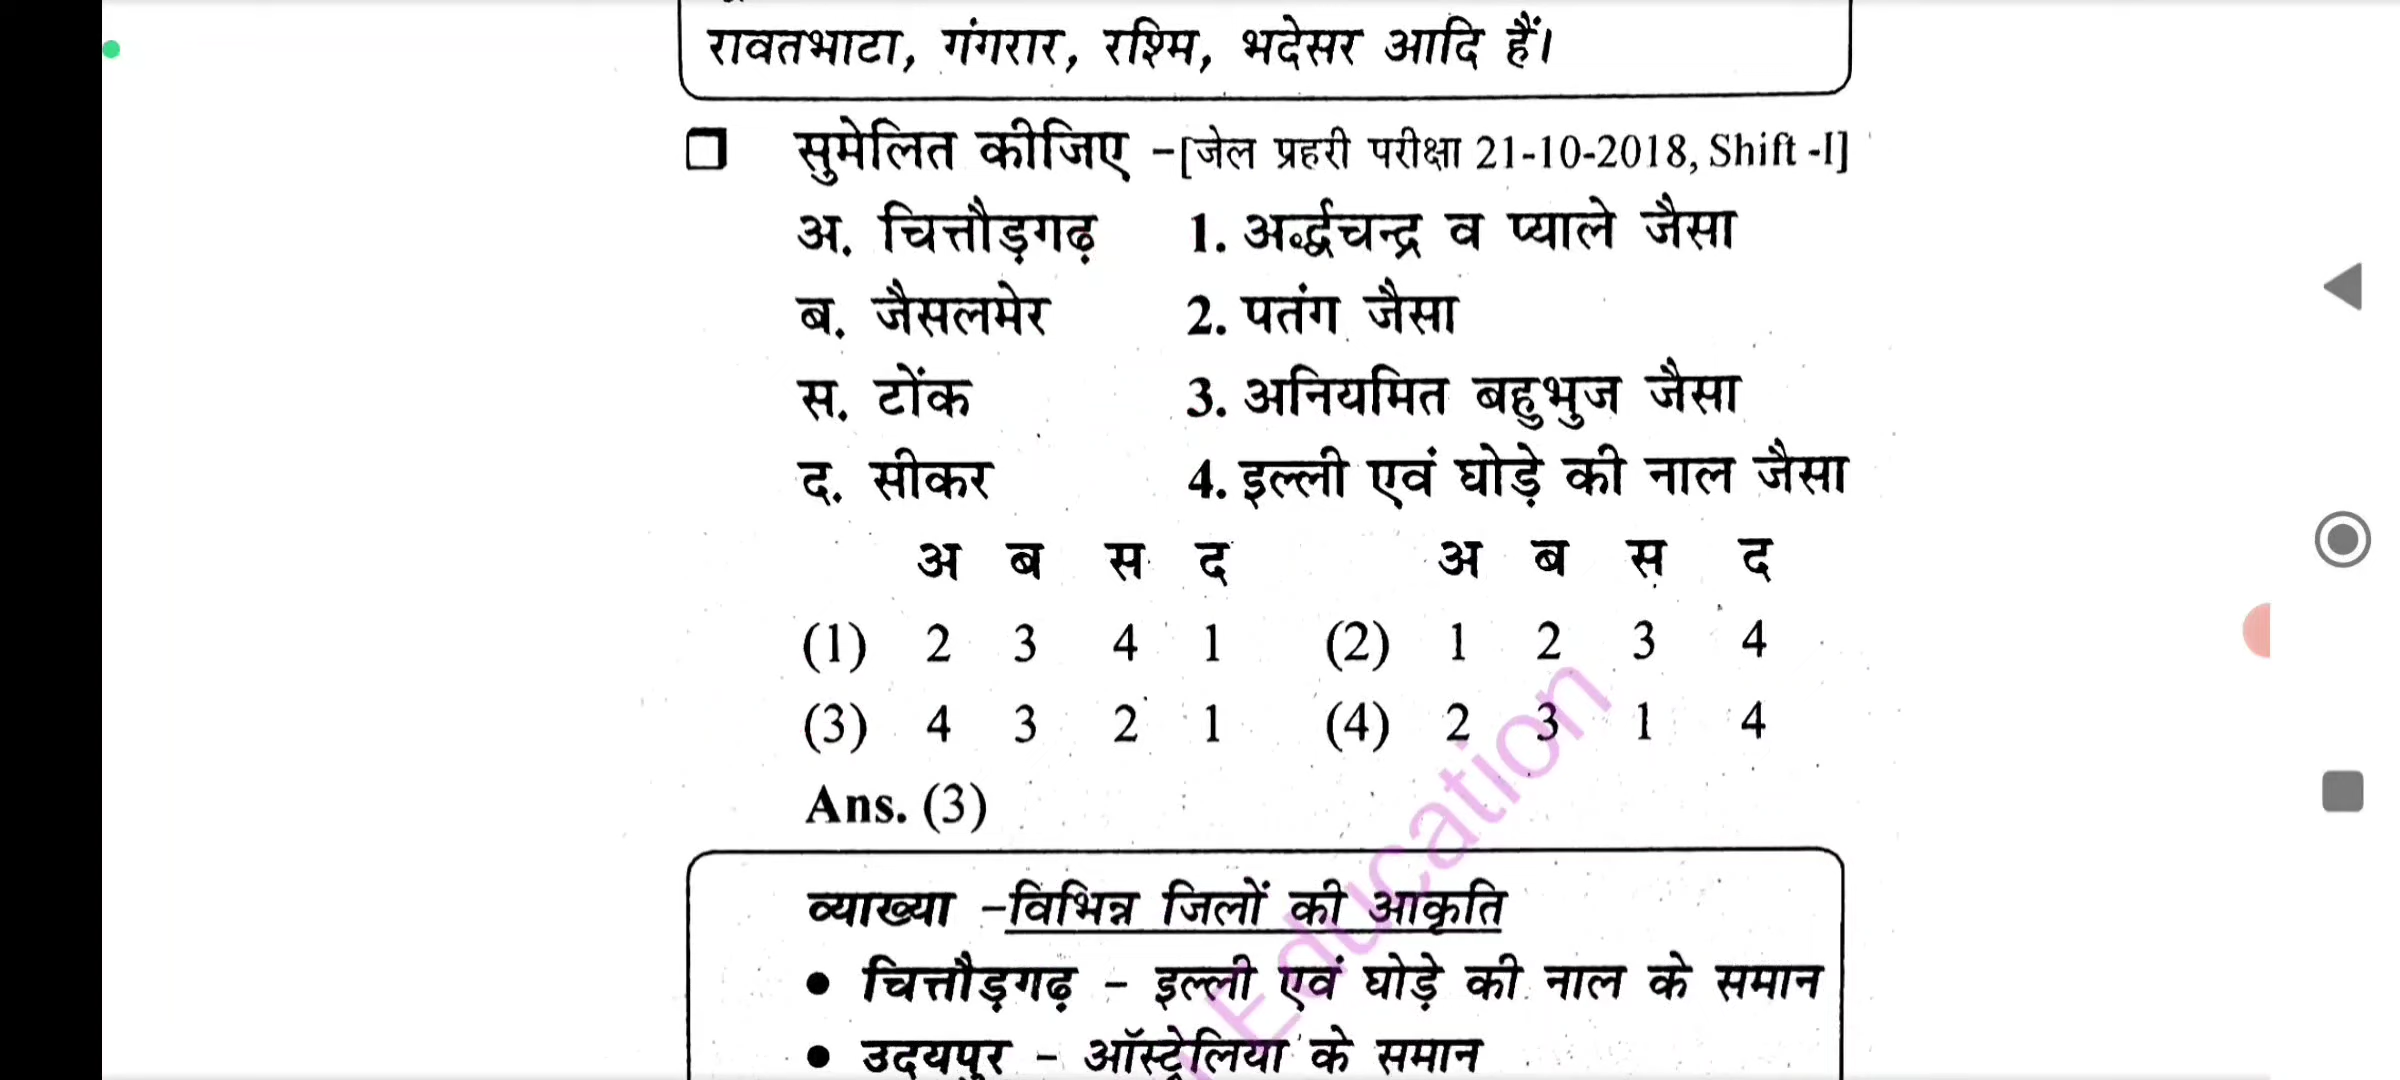 रावतभाटा, गंगरार, रश्मि, भदेसर आदि हैं।
सुमेलित कीजिए -[जेल प्रहरी परीक्षा 21-10-2018, Shift -I]
अ. चित्तौड़गढ़ 1. अर्द्धचन्द्र व प्याले जैसा
ब. जैसलमेर 2. पतंग जैसा
स. टोंक 3. अनियमित बहुभुज जैसा
द. सीकर 4. इल्ली एवं घोड़े की नाल जैसा
अ ब स द अ ब स द
(1) 2 3 4 1 (2) 1 2 3 4
(3) 4 3 2 1 (4) 2 3 1 4
Ans. (3)
व्याख्या -विभिन्न जिलों की आकृति
• चित्तौड़गढ़ - इल्ली एवं घोड़े की नाल के समान
• उदयपुर - ऑस्ट्रेलिया के समान
Education